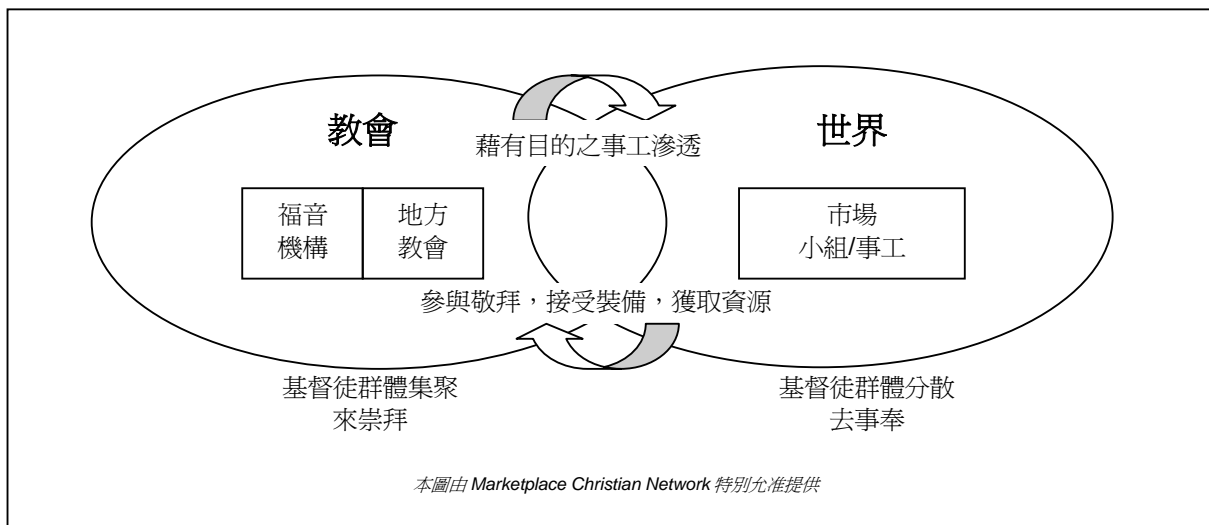 教會
世界
藉有目的之事工滲透
福音
機構
地方
教會
市場
小組/事工
參與敬拜，接受裝備，獲取資源
基督徒群體集聚
來崇拜
基督徒群體分散
去事奉
本圖由 Marketplace Christian Network 特別允准提供